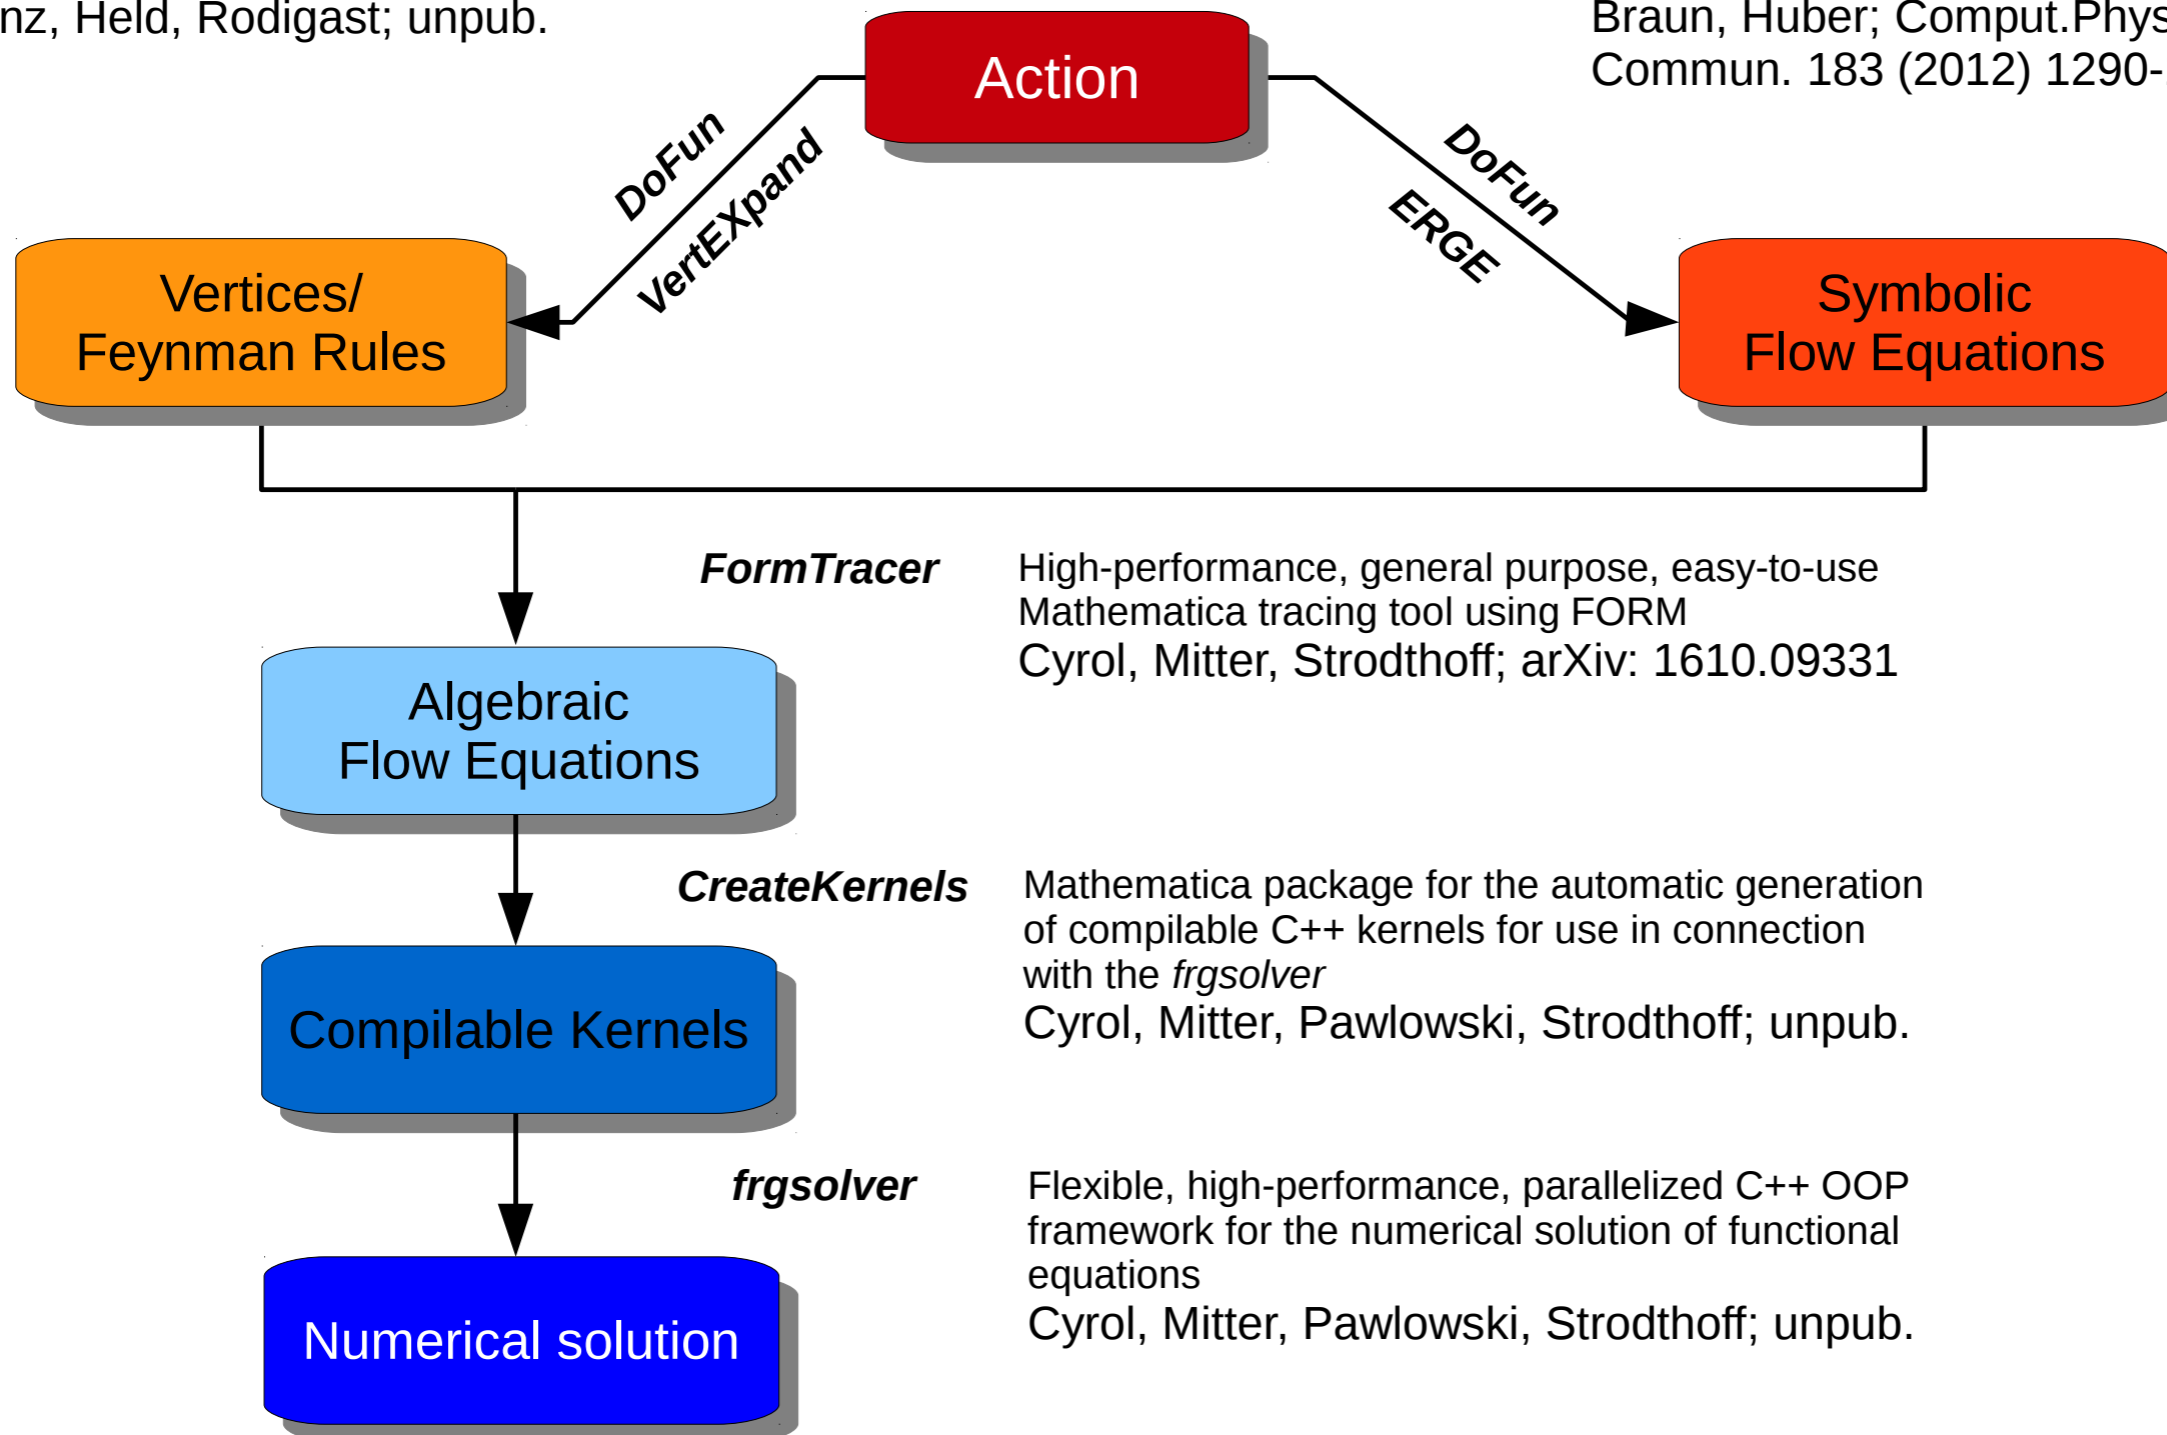 Held, Rodigast; unpub.
Braun, Huber; Comput.Phys
Commun. 183 (2012) 1290-
Action
DoFun
VertEXpand
DoFun
ERGE
Vertices/
Feynman Rules
Symbolic
Flow Equations
FormTracer
High-performance, general purpose, easy-to-use
Mathematica tracing tool using FORM
Cyrol, Mitter, Strodthoff; arXiv: 1610.09331
Algebraic
Flow Equations
CreateKernels
Mathematica package for the automatic generation
of compilable C++ kernels for use in connection
with the frgsolver
Cyrol, Mitter, Pawlowski, Strodthoff; unpub.
Compilable Kernels
frgsolver
Flexible, high-performance, parallelized C++ OOP
framework for the numerical solution of functional
equations
Cyrol, Mitter, Pawlowski, Strodthoff; unpub.
Numerical solution